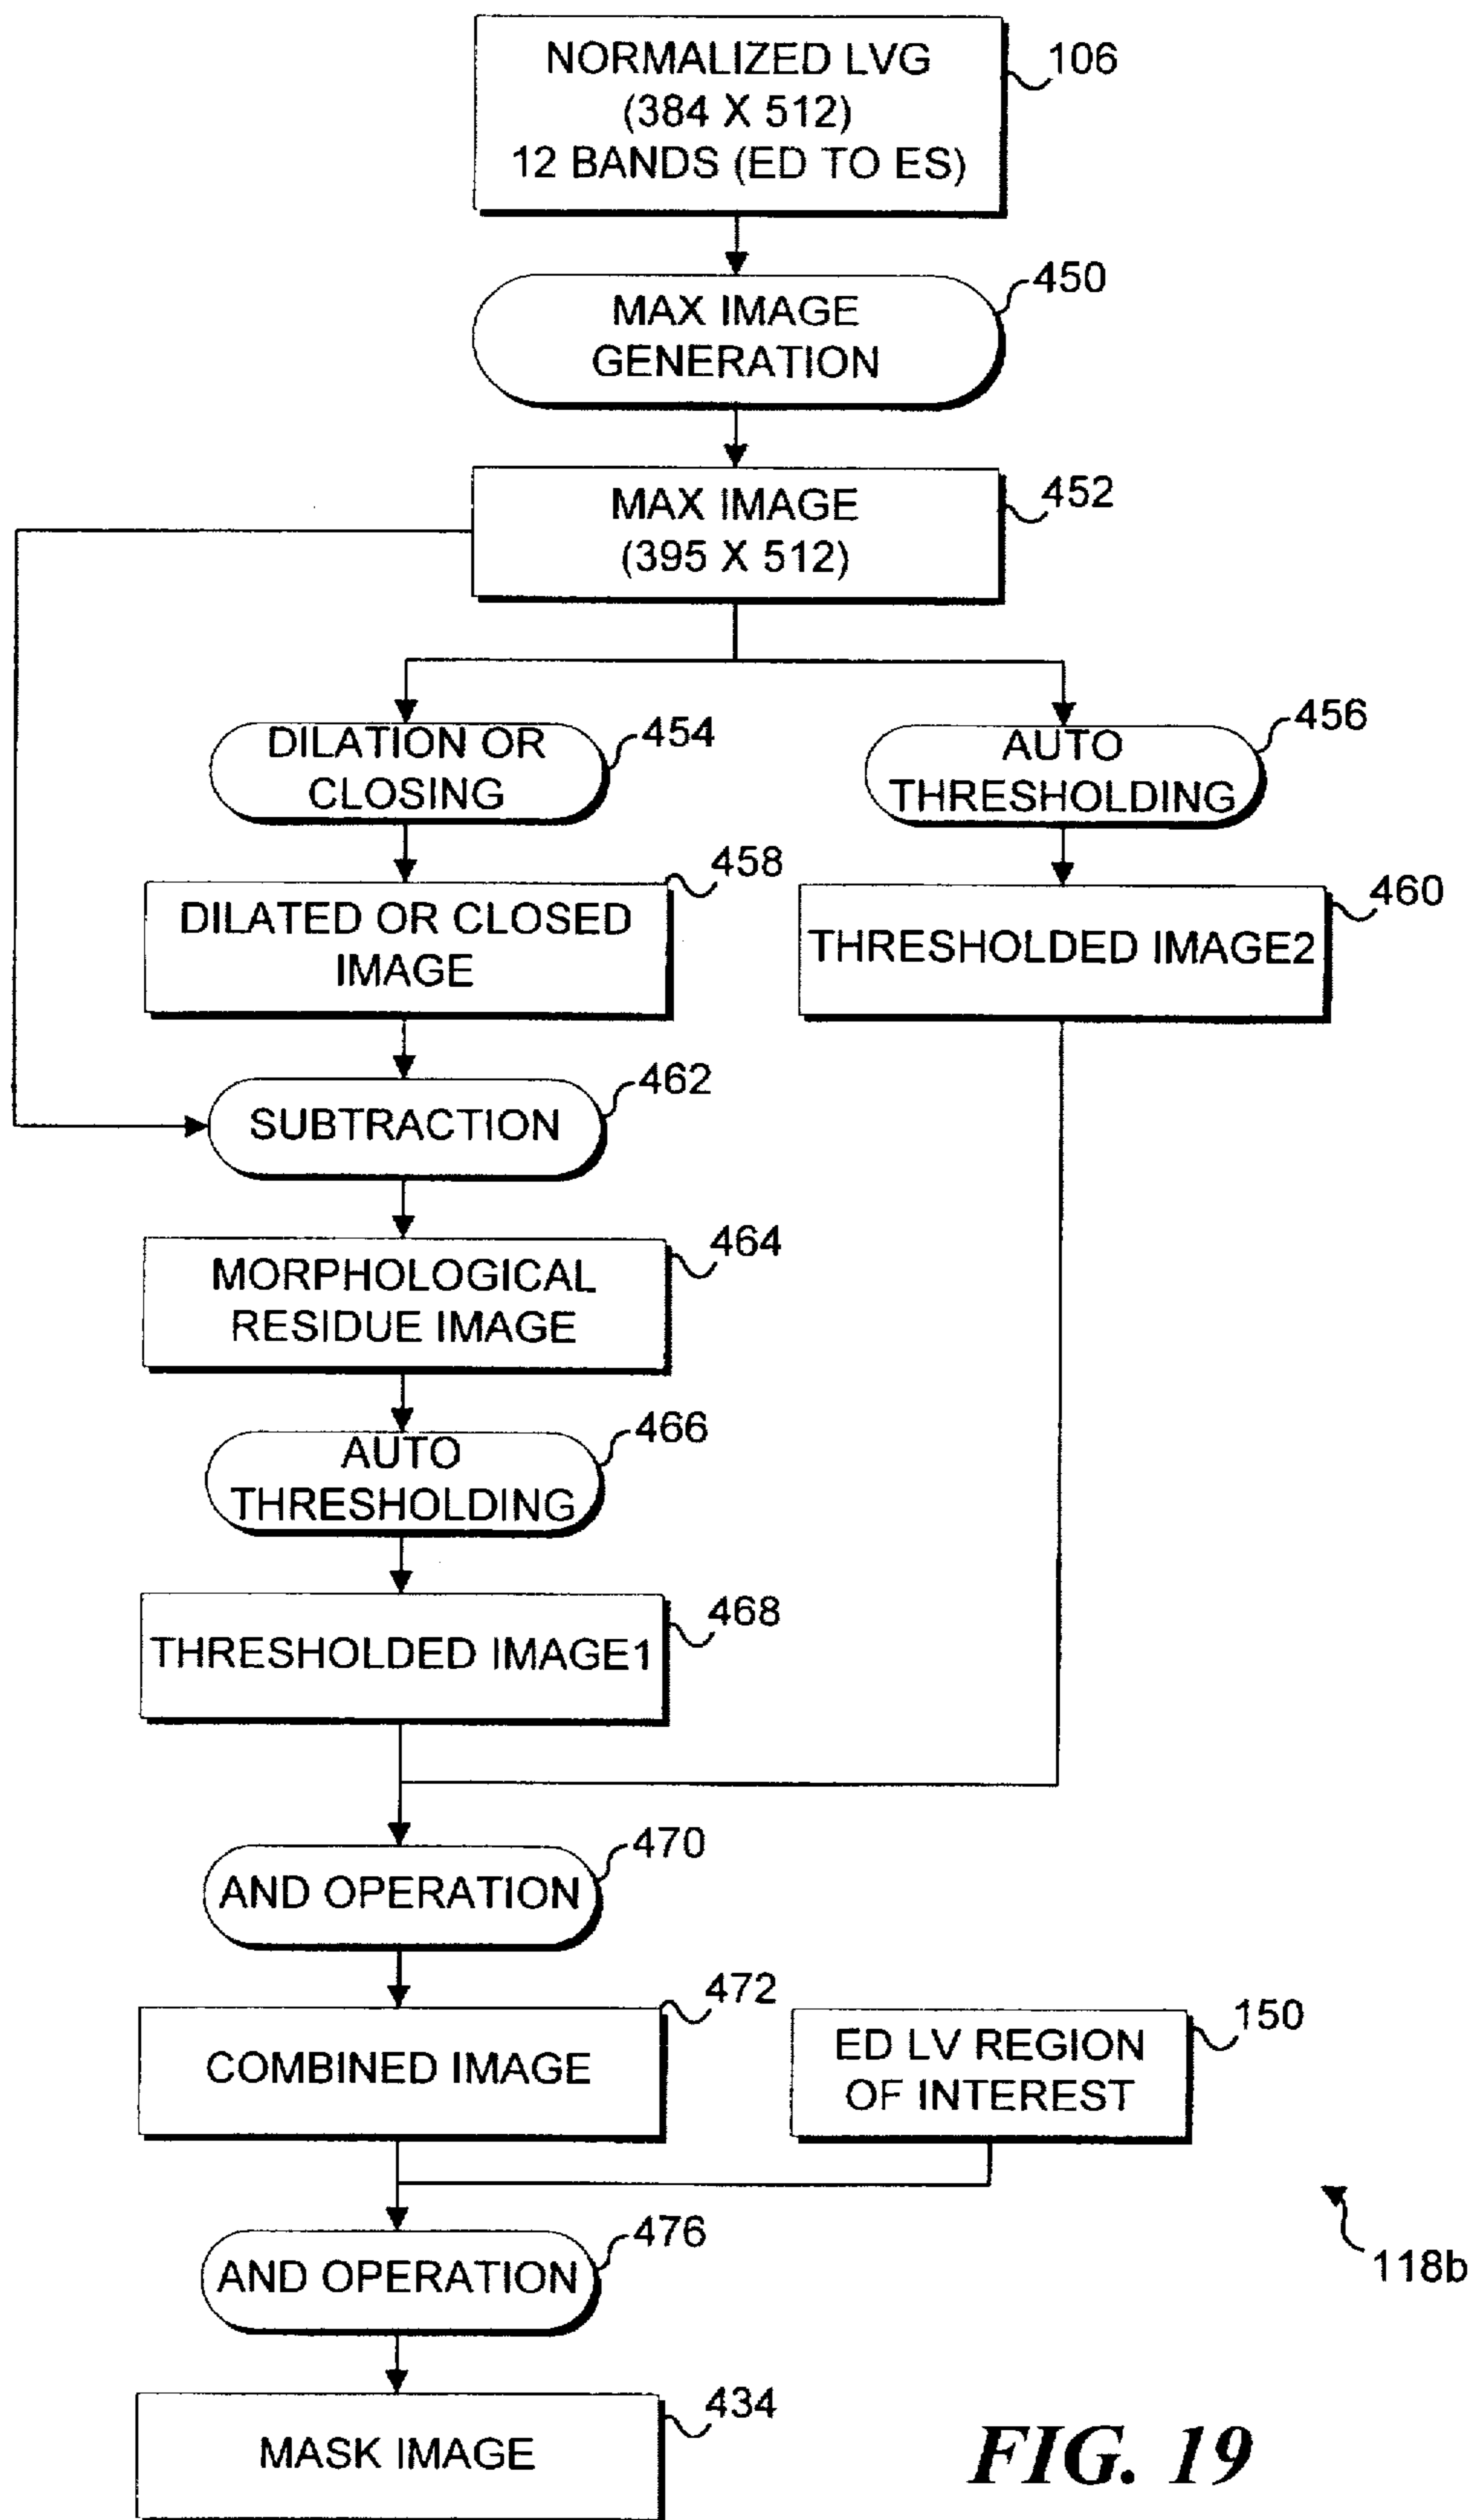 NORMALIZED LVG
(384 X 512)
12 BANDS (ED TO ES)
106
MAX IMAGE
GENERATION
450
MAX IMAGE
(395 X 512)
452
DILATION OR
CLOSING
454
AUTO
THRESHOLDING
456
DILATED OR CLOSED
IMAGE
458
THRESHOLDED IMAGE2
460
SUBTRACTION
462
MORPHOLOGICAL
RESIDUE IMAGE
464
AUTO
THRESHOLDING
466
THRESHOLDED IMAGE1
468
AND OPERATION
470
COMBINED IMAGE
472
ED LV REGION
OF INTEREST
150
AND OPERATION
476
118b
MASK IMAGE
434
FIG. 19